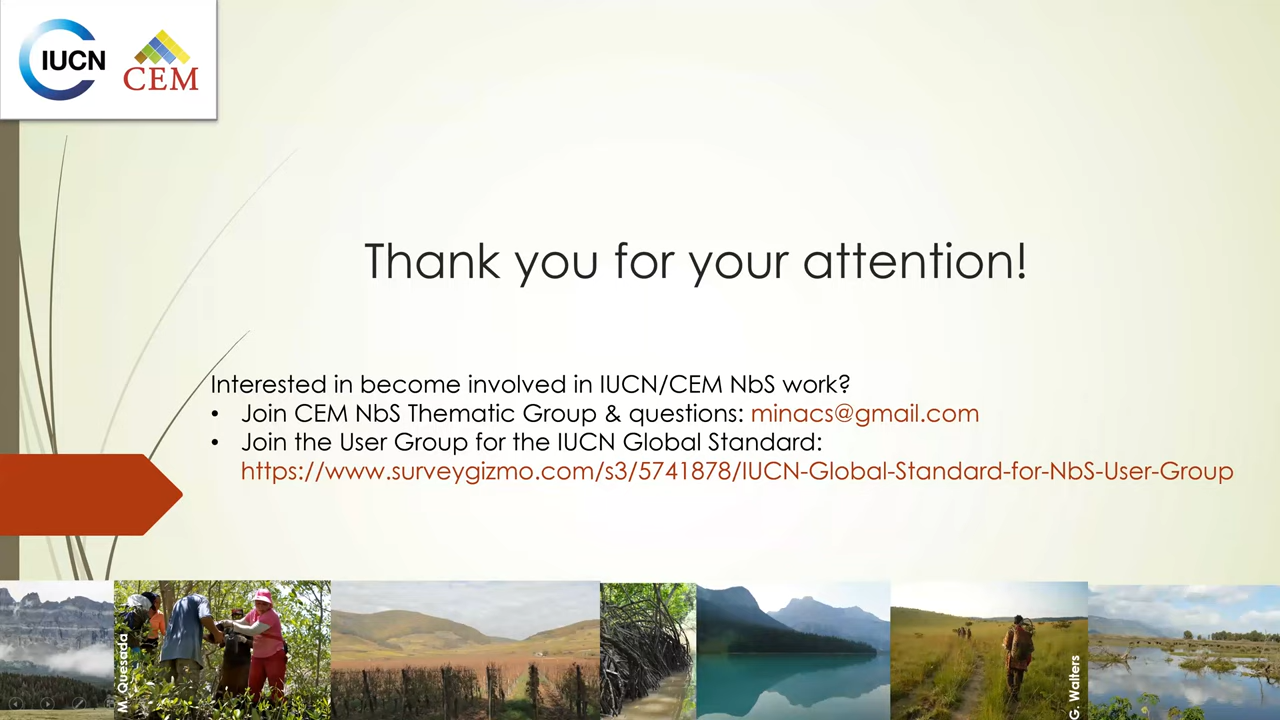 IUCN
CEM
Thank you for your attention!
Interested in become involved in IUCN/CEM NbS work?
• Join CEM NbS Thematic Group & questions: minacs@gmail.com
• Join the User Group for the IUCN Global Standard:
https://www.surveygizmo.com/s3/5741878/IUCN-Global-Standard-for-NbS-User-Group
M. Quesada
G. Walters